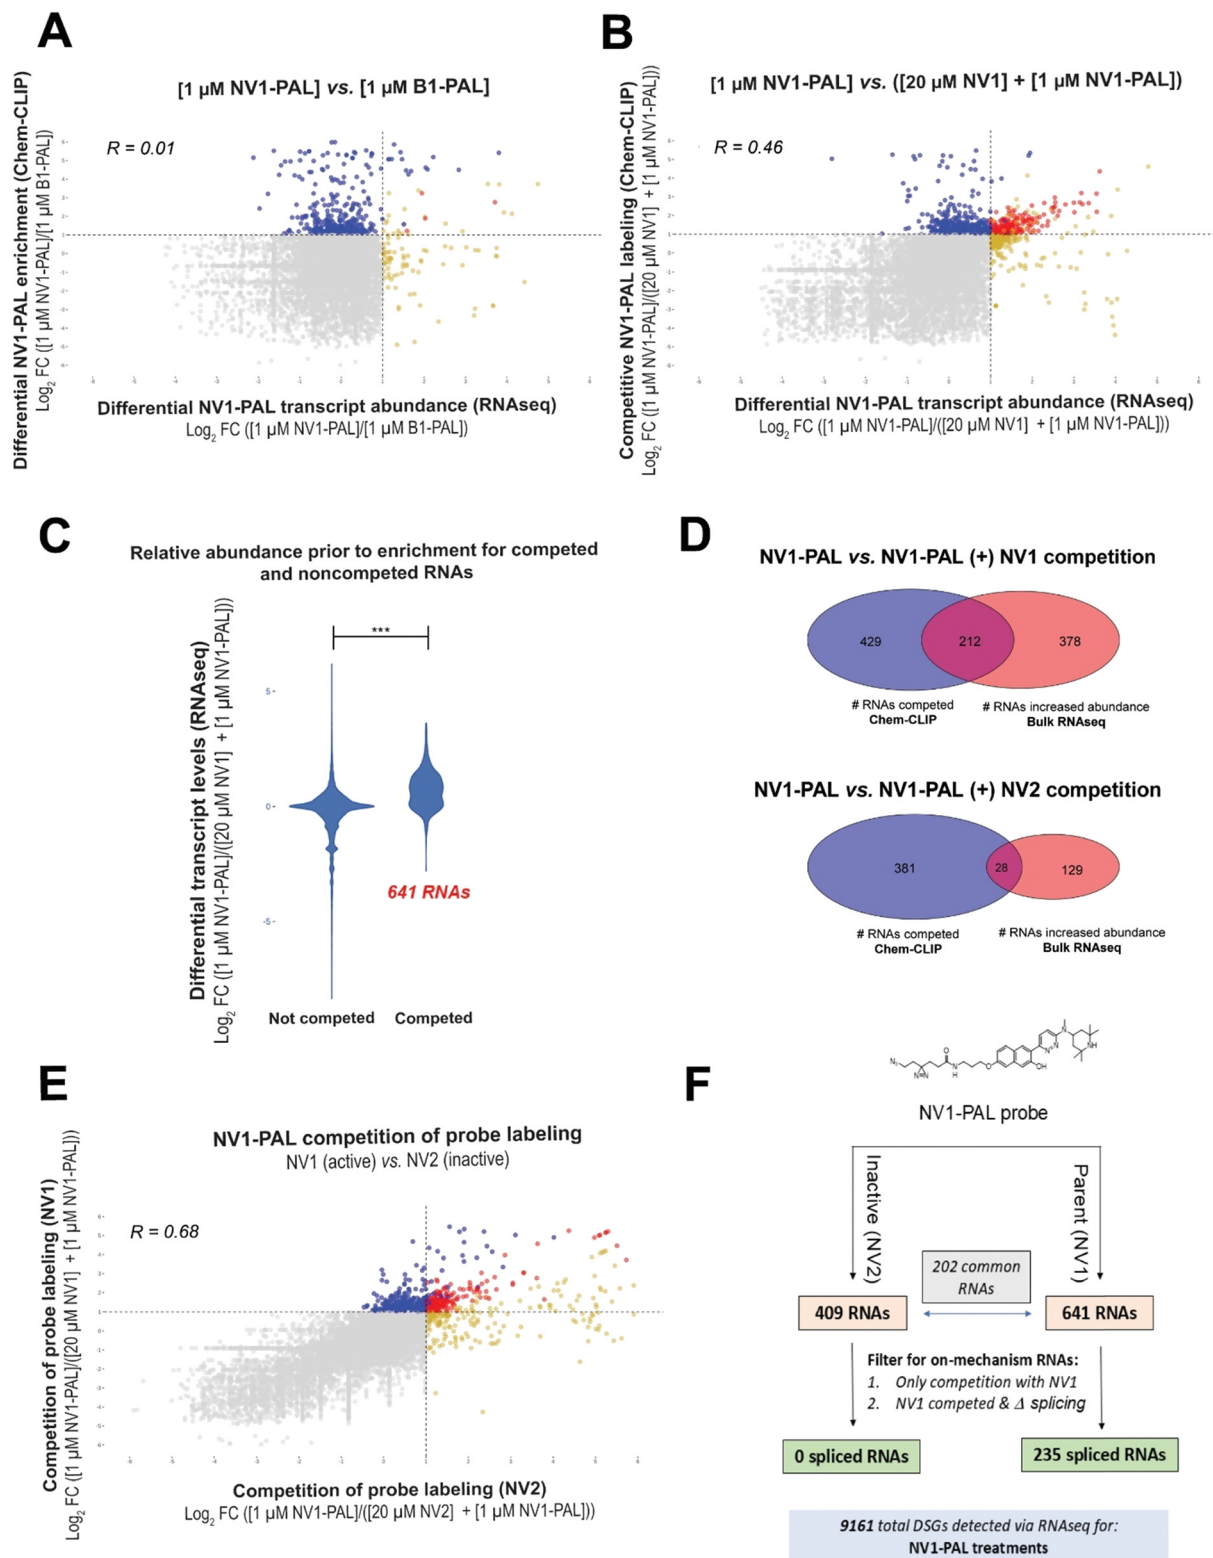 A
[1 µM NV1-PAL] vs. [1 µM B1-PAL]
R = 0.01
Differential NV1-PAL enrichment (Chem-CLIP)
Log2 FC ([1 µM NV1-PAL]/[1 µM B1-PAL])
Differential NV1-PAL transcript abundance (RNAseq)
Log2 FC ([1 µM NV1-PAL]/[1 µM B1-PAL])
B
[1 µM NV1-PAL] vs. ([20 µM NV1] + [1 µM NV1-PAL])
R = 0.46
Competitive NV1-PAL labeling (Chem-CLIP)
Log2 FC ([1 µM NV1-PAL]/([20 µM NV1] + [1 µM NV1-PAL]))
Differential NV1-PAL transcript abundance (RNAseq)
Log2 FC ([1 µM NV1-PAL]/([20 µM NV1] + [1 µM NV1-PAL]))
C
Relative abundance prior to enrichment for competed
and noncompeted RNAs
Differential transcript levels (RNAseq)
Log2 FC ([1 µM NV1-PAL]/([20 µM NV1] + [1 µM NV1-PAL]))
***
5
0
-5
641 RNAs
Not competed
Competed
D
NV1-PAL vs. NV1-PAL (+) NV1 competition
429
212
378
# RNAs competed
Chem-CLIP
# RNAs increased abundance
Bulk RNAseq
NV1-PAL vs. NV1-PAL (+) NV2 competition
381
28
129
# RNAs competed
Chem-CLIP
# RNAs increased abundance
Bulk RNAseq
E
NV1-PAL competition of probe labeling
NV1 (active) vs. NV2 (inactive)
R = 0.68
Competition of probe labeling (NV1)
Log2 FC ([1 µM NV1-PAL]/([20 µM NV1] + [1 µM NV1-PAL]))
Competition of probe labeling (NV2)
Log2 FC ([1 µM NV1-PAL]/([20 µM NV2] + [1 µM NV1-PAL]))
F
NV1-PAL probe
Inactive (NV2)
Parent (NV1)
202 common
RNAs
409 RNAs
641 RNAs
Filter for on-mechanism RNAs:
1. Only competition with NV1
2. NV1 competed & Δ splicing
0 spliced RNAs
235 spliced RNAs
9161 total DSGs detected via RNAseq for:
NV1-PAL treatments